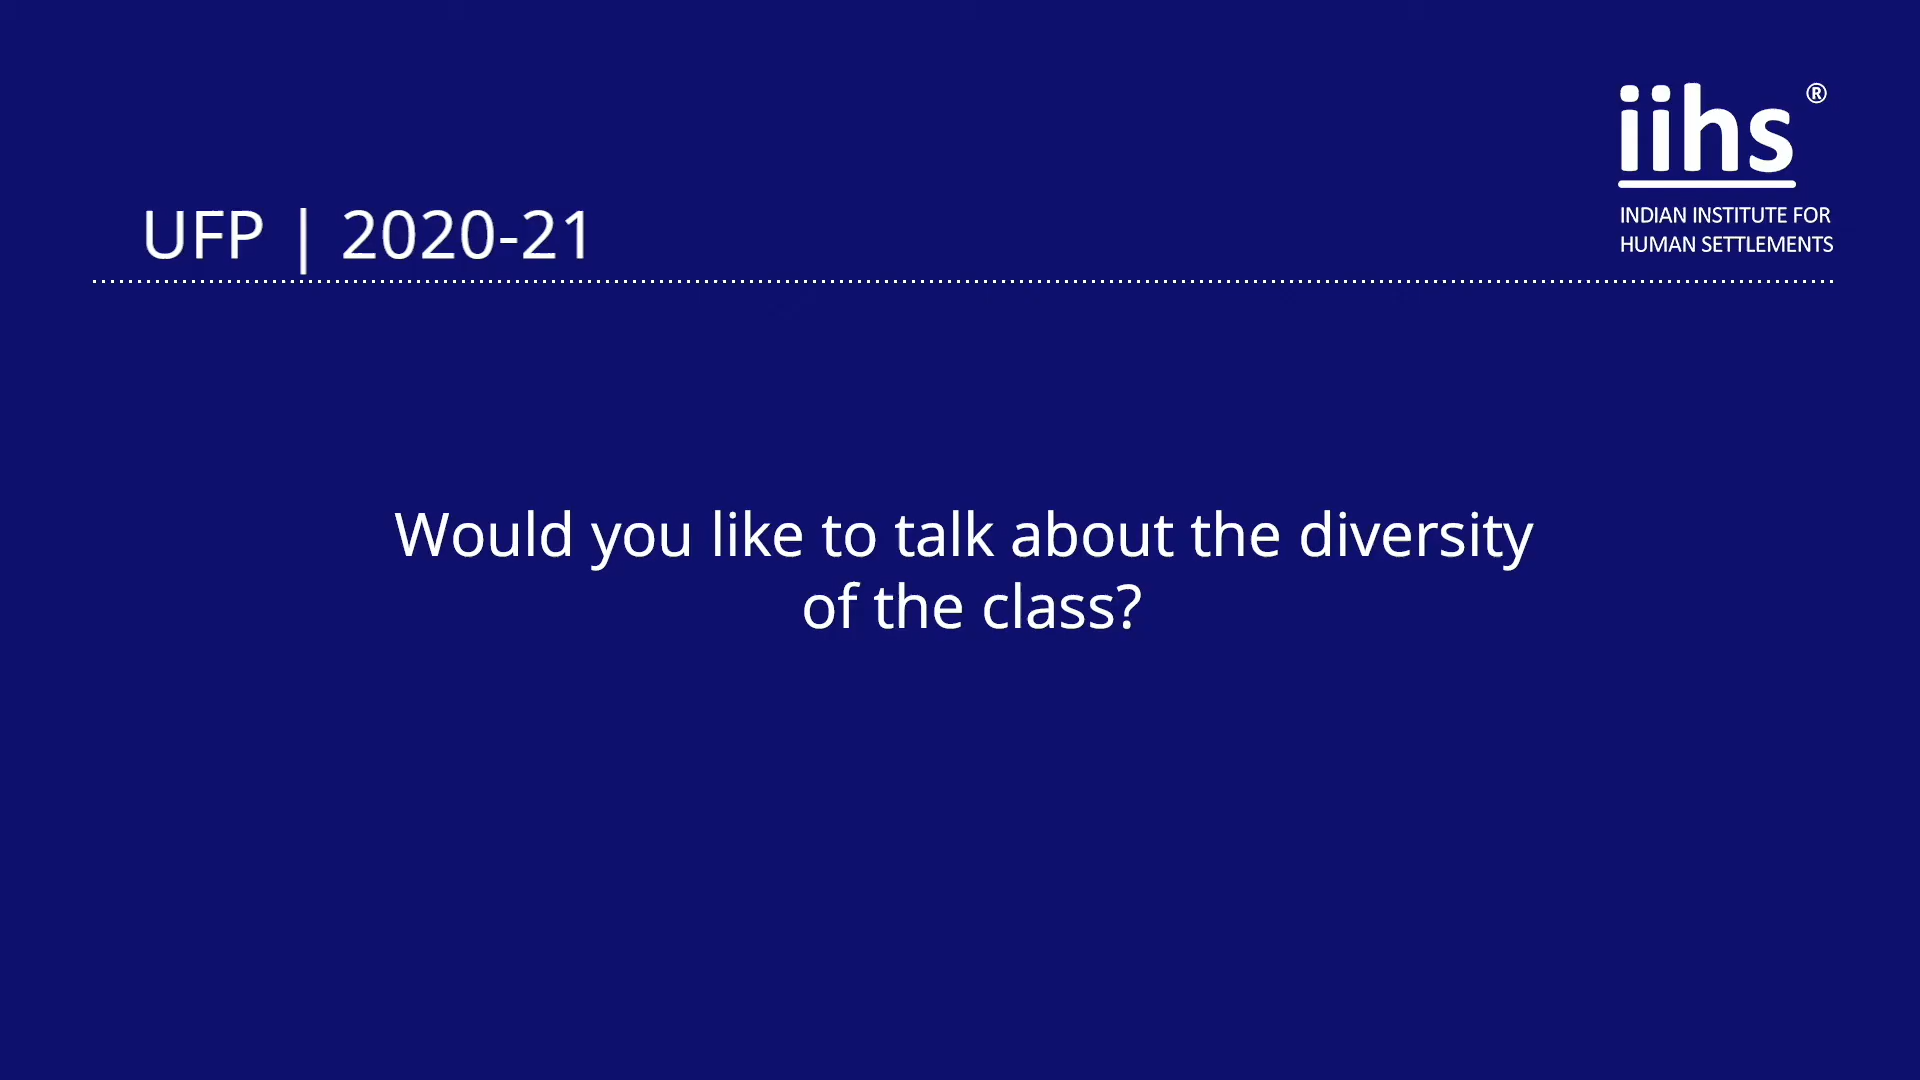 iihs ®
INDIAN INSTITUTE FOR
HUMAN SETTLEMENTS
UFP | 2020-21
Would you like to talk about the diversity
of the class?